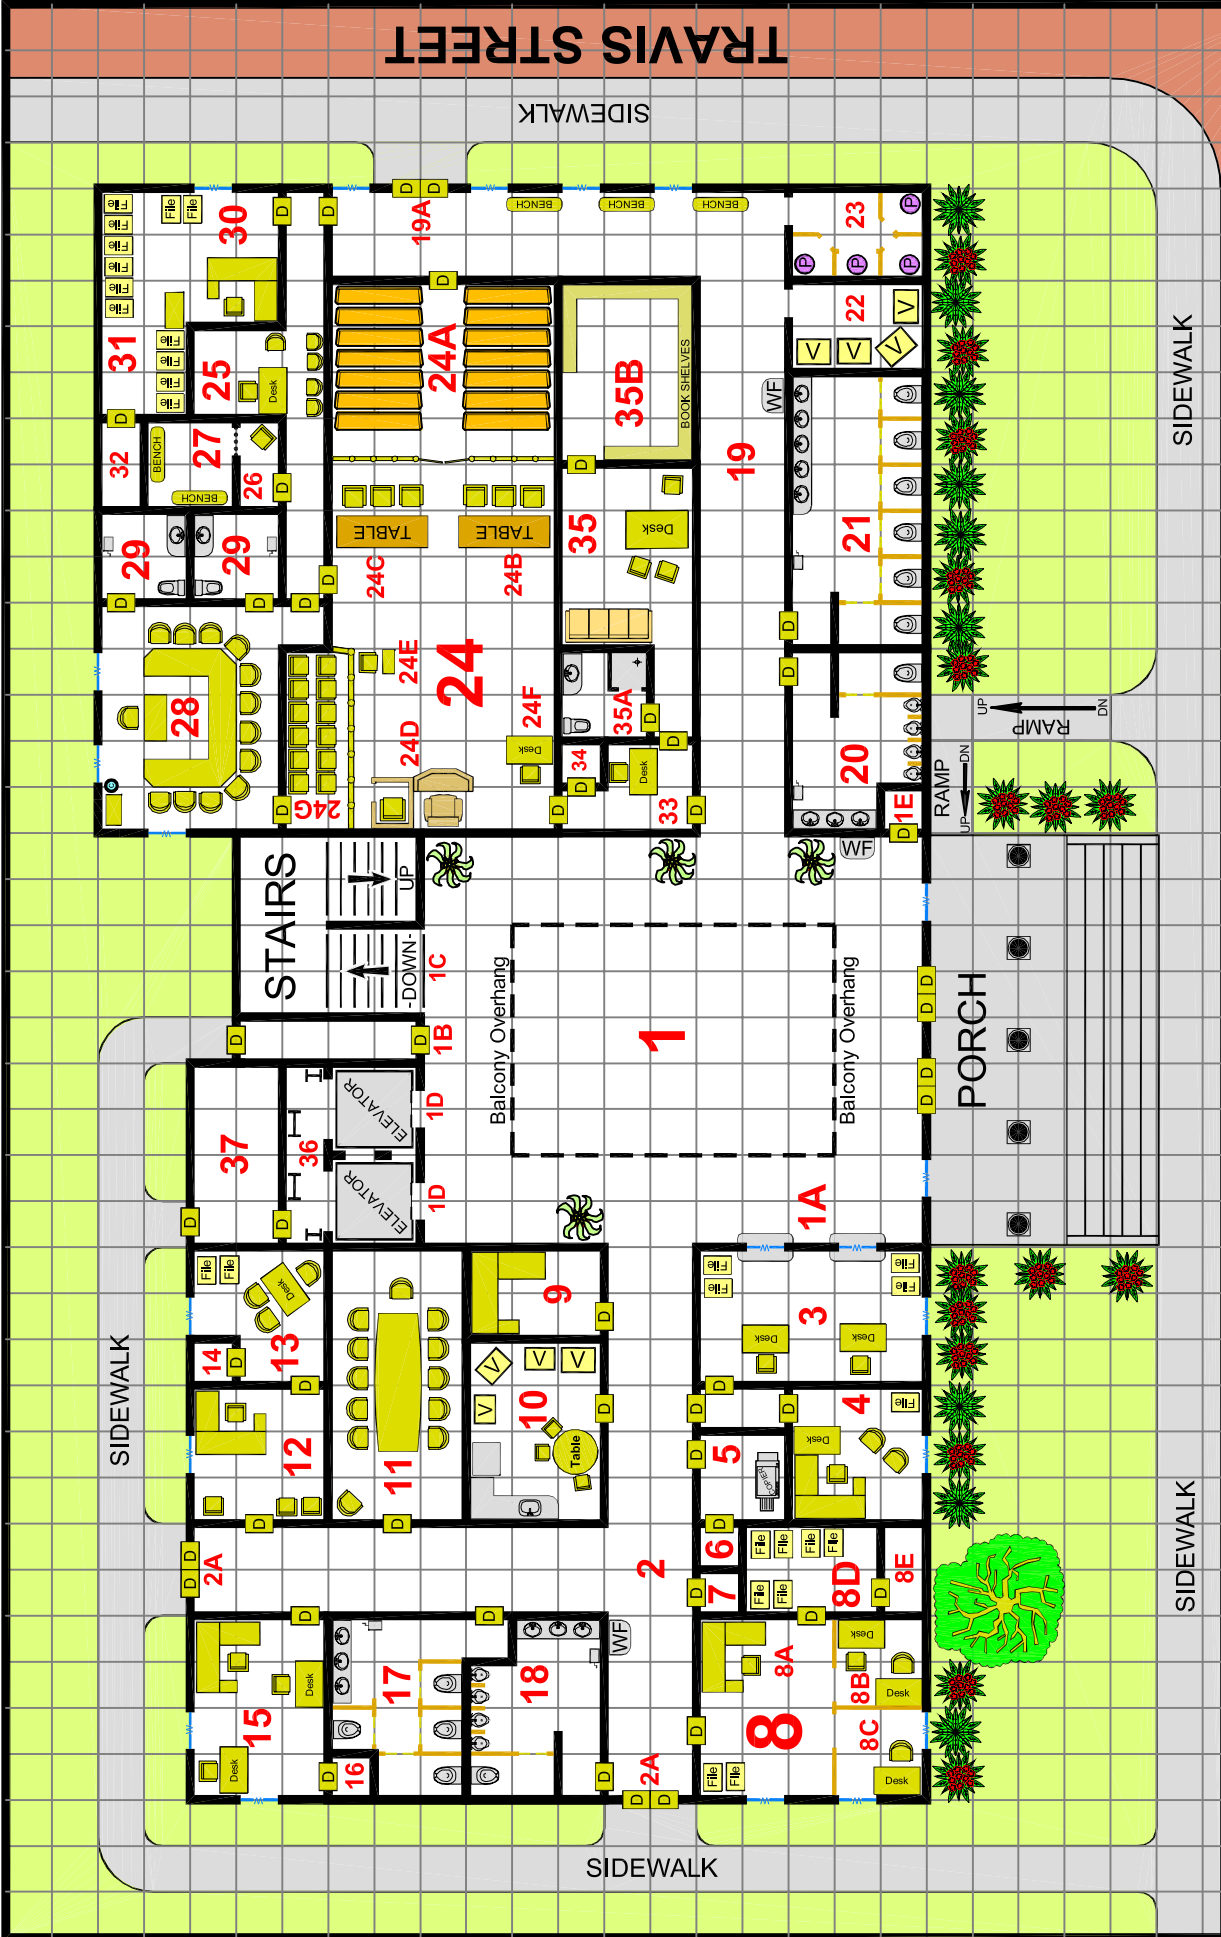 TRAVIS STREET
SIDEWALK
File
File
File
File
File
File
File
File
30
31
25
Desk
File
File
File
File
19A
BENCH
BENCH
BENCH
23
P
P
P
P
22
V
V
V
V
24A
35B
BOOK SHELVES
WF
SIDEWALK
32
27
BENCH
BENCH
26
19
29
29
TABLE
TABLE
24C
24B
35
Desk
21
28
24E
24
24F
24D
24G
Desk
35A
34
Desk
33
20
1E
WF
RAMP
UP
DN
RAMP
UP
DN
STAIRS
UP
DOWN
1C
1B
Balcony Overhang
1
Balcony Overhang
PORCH
37
36
ELEVATOR
ELEVATOR
1D
1D
1A
SIDEWALK
File
File
Desk
13
14
12
11
9
10
V
V
V
V
Table
3
File
File
File
File
Desk
Desk
4
File
Desk
5
COPIER
6
7
2A
2
File
File
File
File
File
File
8D
8E
15
Desk
Desk
16
17
18
WF
2A
8
8A
8B
8C
Desk
Desk
Desk
File
File
SIDEWALK
SIDEWALK